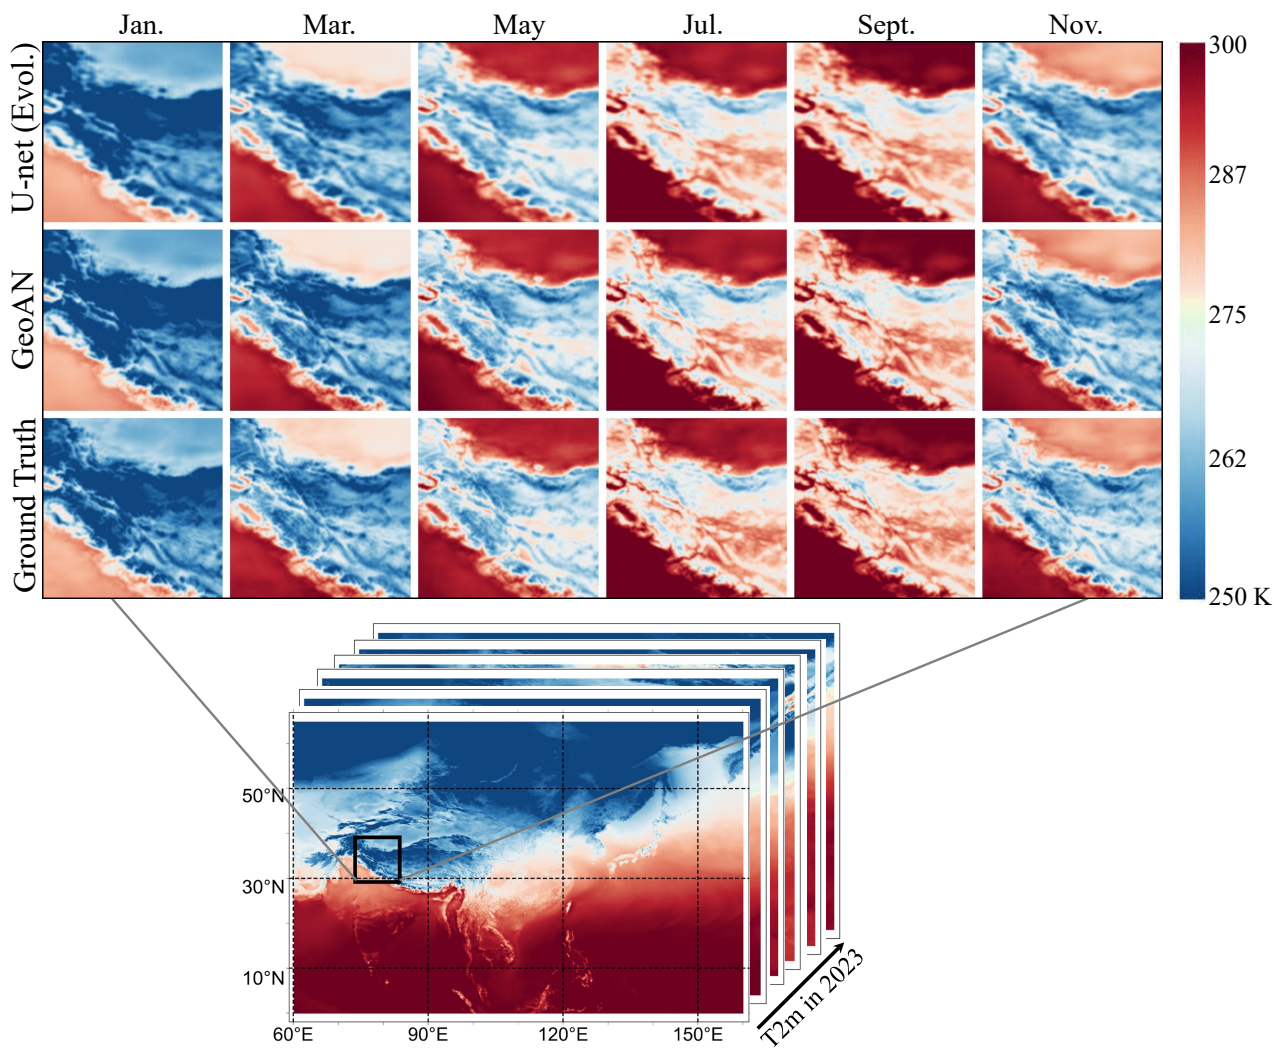 Jan. Mar. May Jul. Sept. Nov.
U-net (Evol.)
GeoAN
Ground Truth
300
287
275
262
250 K
50°N
30°N
10°N
60°E 90°E 120°E 150°E
T2m in 2023